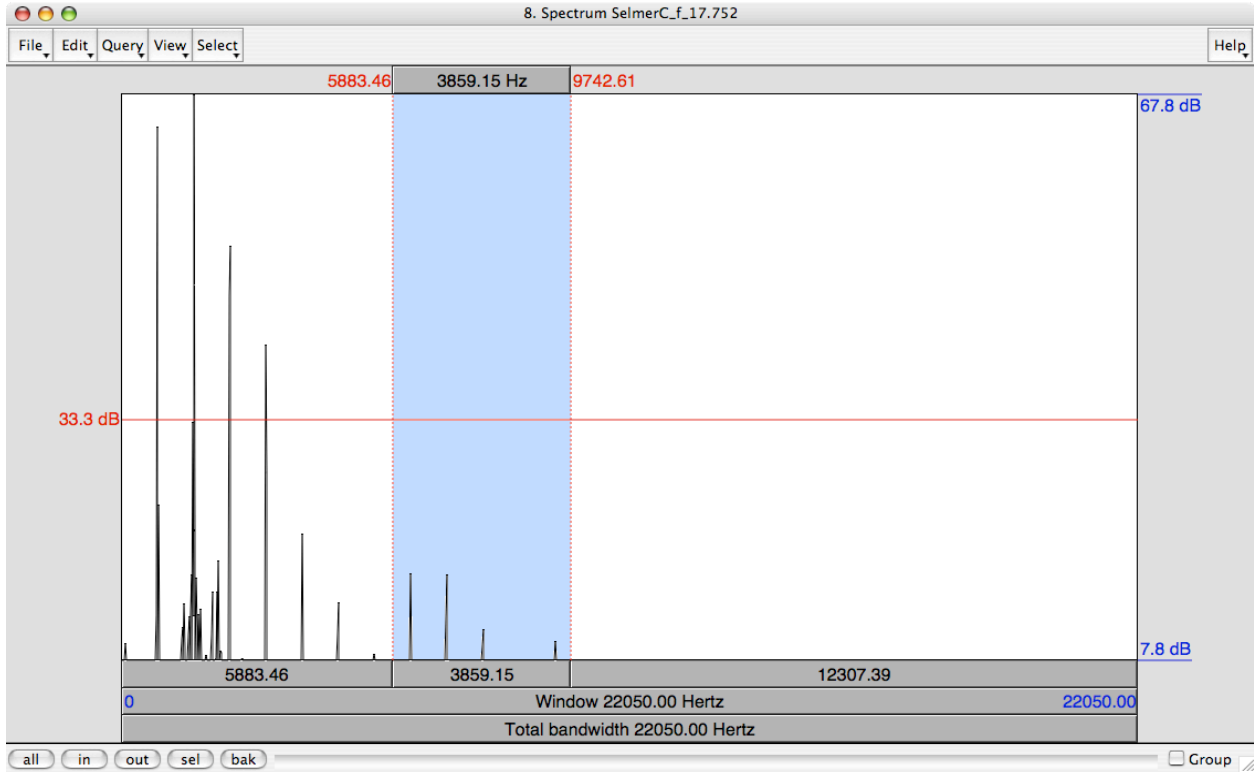 8. Spectrum SelmerC_f_17.752
File Edit Query View Select Help
5883.46 3859.15 Hz 9742.61
67.8 dB
33.3 dB
7.8 dB
5883.46 3859.15 12307.39
0 Window 22050.00 Hertz 22050.00
Total bandwidth 22050.00 Hertz
all in out sel bak Group